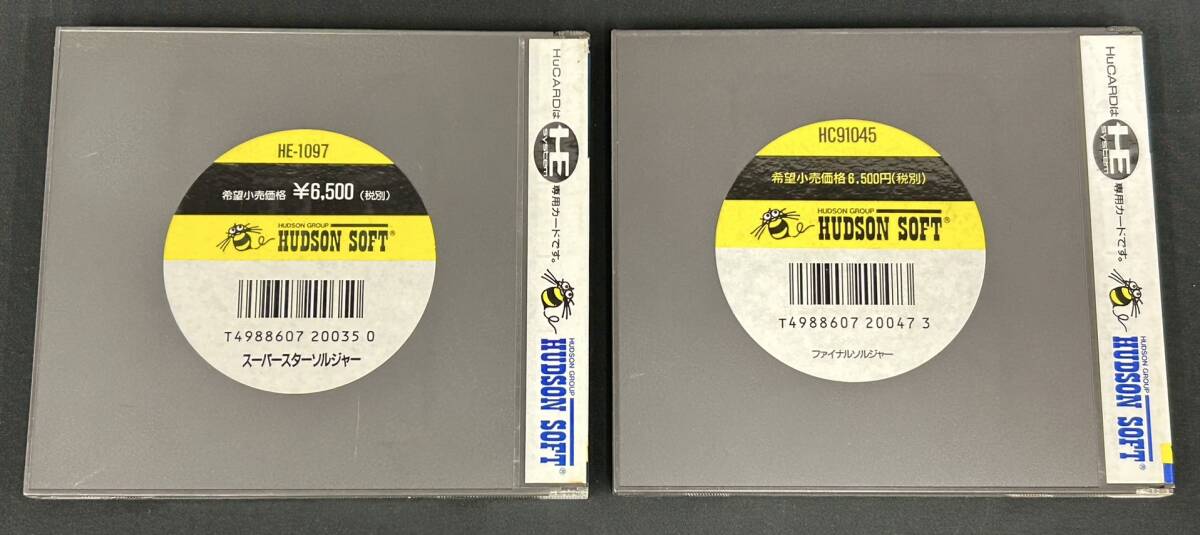 HE-1097
希望小売価格 ¥6,500 (税別)
HUDSON GROUP
HUDSON SOFT®
T4988607 20035 0
スーパースターソルジャー
HuCARDは HE system 専用カードです。
HUDSON GROUP
HUDSON SOFT®
HC91045
希望小売価格6,500円(税別)
HUDSON GROUP
HUDSON SOFT®
T4988607 20047 3
ファイナルソルジャー
HuCARDは HE system 専用カードです。
HUDSON GROUP
HUDSON SOFT®